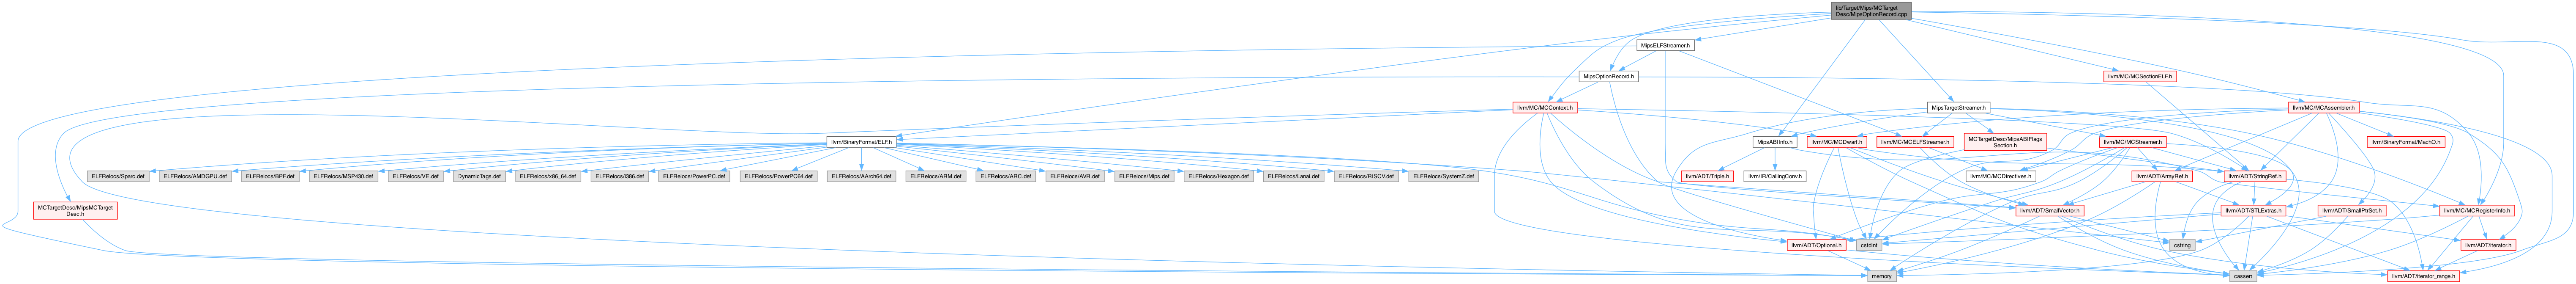 lib/Target/Mips/MCTarget
Desc/MipsOptionRecord.cpp
MipsELFStreamer.h
MipsOptionRecord.h
llvm/MC/MCSectionELF.h
llvm/MC/MCContext.h
MipsTargetStreamer.h
llvm/MC/MCAssembler.h
llvm/BinaryFormat/ELF.h
MipsABIInfo.h
llvm/MC/MCDwarf.h
llvm/MC/MCELFStreamer.h
MCTargetDesc/MipsABIFlags
Section.h
llvm/MC/MCStreamer.h
llvm/BinaryFormat/MachO.h
ELFRelocs/Sparc.def
ELFRelocs/AMDGPU.def
ELFRelocs/BPF.def
ELFRelocs/MSP430.def
ELFRelocs/VE.def
DynamicTags.def
ELFRelocs/x86_64.def
ELFRelocs/i386.def
ELFRelocs/PowerPC.def
ELFRelocs/PowerPC64.def
ELFRelocs/AArch64.def
ELFRelocs/ARM.def
ELFRelocs/ARC.def
ELFRelocs/AVR.def
ELFRelocs/Mips.def
ELFRelocs/Hexagon.def
ELFRelocs/Lanai.def
ELFRelocs/RISCV.def
ELFRelocs/SystemZ.def
llvm/ADT/Triple.h
llvm/IR/CallingConv.h
llvm/MC/MCDirectives.h
llvm/ADT/ArrayRef.h
llvm/ADT/StringRef.h
MCTargetDesc/MipsMCTarget
Desc.h
llvm/ADT/SmallVector.h
llvm/ADT/STLExtras.h
llvm/ADT/SmallPtrSet.h
llvm/MC/MCRegisterInfo.h
llvm/ADT/Optional.h
cstdint
cstring
llvm/ADT/iterator.h
memory
cassert
llvm/ADT/iterator_range.h